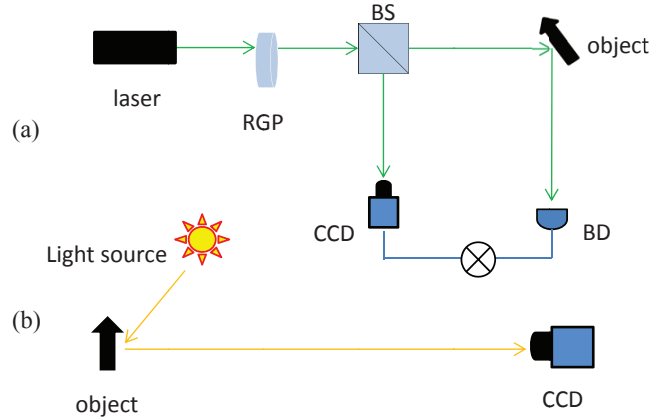 BS
object
laser
RGP
(a)
CCD
BD
Light source
(b)
object
CCD